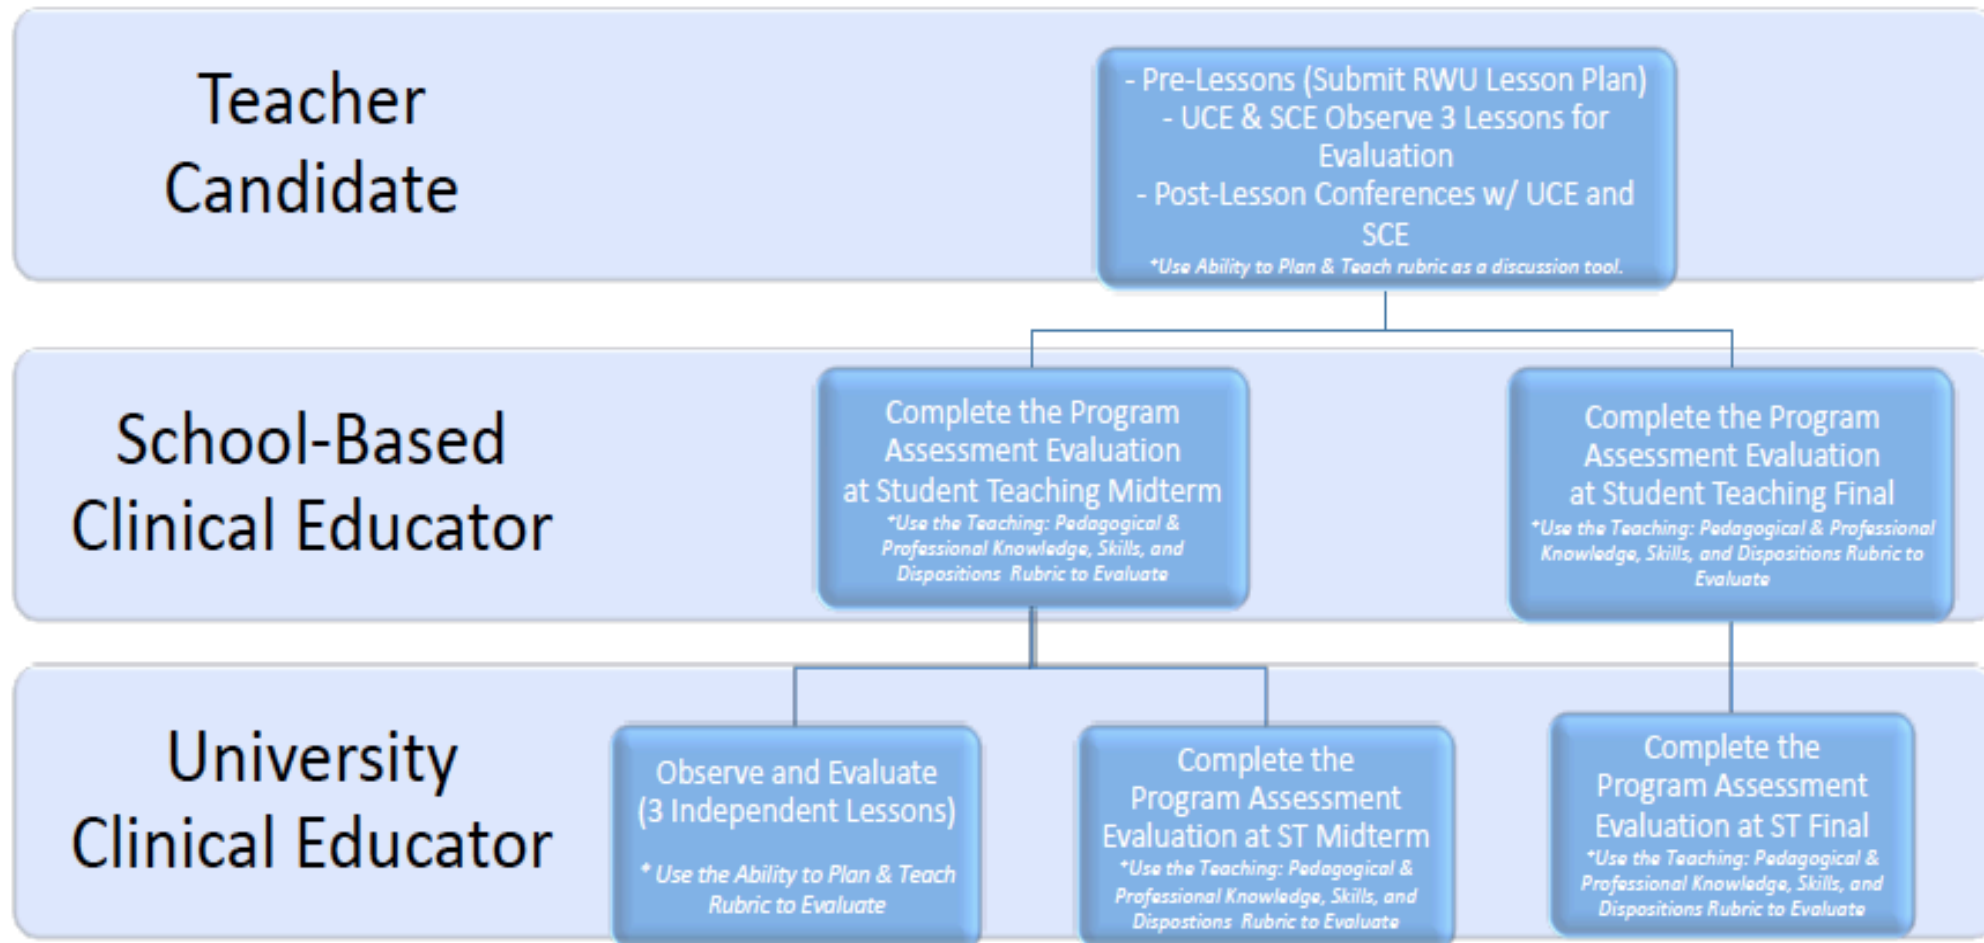 Teacher
Candidate
- Pre-Lessons (Submit RWU Lesson Plan)
- UCE & SCE Observe 3 Lessons for
Evaluation
- Post-Lesson Conferences w/ UCE and
SCE
*Use Ability to Plan & Teach rubric as a discussion tool.
School-Based
Clinical Educator
Complete the Program
Assessment Evaluation
at Student Teaching Midterm
*Use the Teaching: Pedagogical &
Professional Knowledge, Skills, and
Dispositions Rubric to Evaluate
Complete the Program
Assessment Evaluation
at Student Teaching Final
*Use the Teaching: Pedagogical & Professional
Knowledge, Skills, and Dispositions Rubric to
Evaluate
University
Clinical Educator
Observe and Evaluate
(3 Independent Lessons)
* Use the Ability to Plan & Teach
Rubric to Evaluate
Complete the
Program Assessment
Evaluation at ST Midterm
*Use the Teaching: Pedagogical &
Professional Knowledge, Skills, and
Dispostions Rubric to Evaluate
Complete the
Program Assessment
Evaluation at ST Final
*Use the Teaching: Pedagogical &
Professional Knowledge, Skills, and
Dispositions Rubric to Evaluate